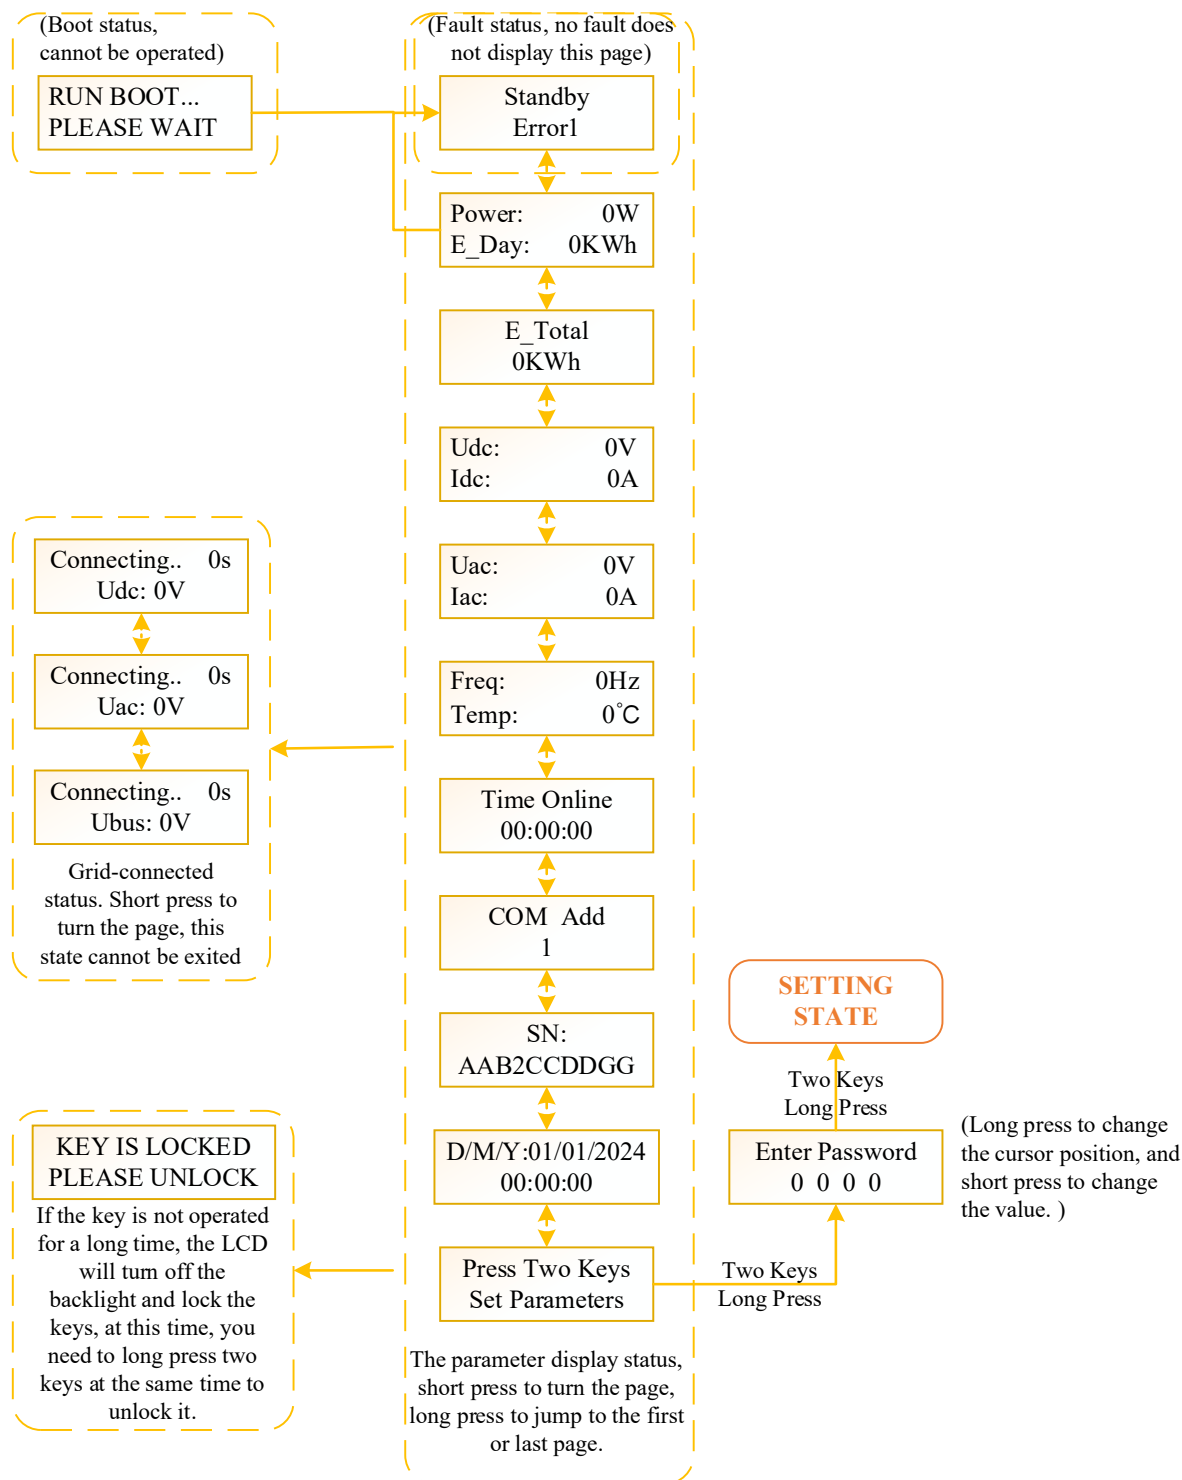 (Boot status,
cannot be operated)
RUN BOOT...
PLEASE WAIT
(Fault status, no fault does
not display this page)
Standby
Error1
Power: 0W
E_Day: 0KWh
E_Total
0KWh
Udc: 0V
Idc: 0A
Uac: 0V
Iac: 0A
Freq: 0Hz
Temp: 0℃
Time Online
00:00:00
COM Add
1
SN:
AAB2CCDDGG
D/M/Y:01/01/2024
00:00:00
Press Two Keys
Set Parameters
The parameter display status,
short press to turn the page,
long press to jump to the first
or last page.
Connecting.. 0s
Udc: 0V
Connecting.. 0s
Uac: 0V
Connecting.. 0s
Ubus: 0V
Grid-connected
status. Short press to
turn the page, this
state cannot be exited
KEY IS LOCKED
PLEASE UNLOCK
If the key is not operated
for a long time, the LCD
will turn off the
backlight and lock the
keys, at this time, you
need to long press two
keys at the same time to
unlock it.
Two Keys
Long Press
Enter Password
0 0 0 0
(Long press to change
the cursor position, and
short press to change
the value. )
Two Keys
Long Press
SETTING
STATE